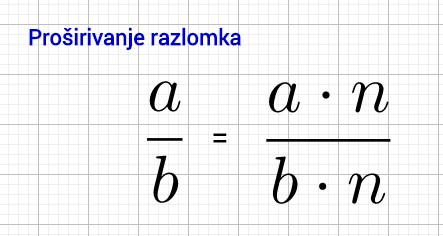 Proširivanje razlomka
a a · n
=
b b · n